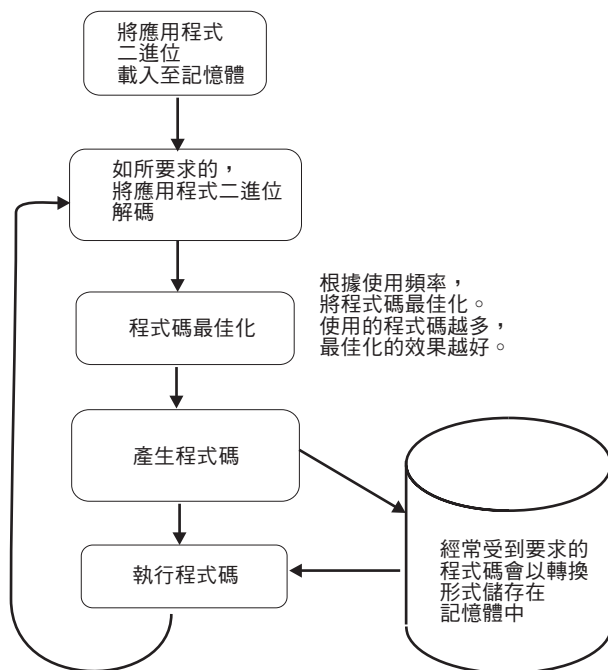 將應用程式
二進位
載入至記憶體
如所要求的，
將應用程式二進位
解碼
根據使用頻率，
將程式碼最佳化。
使用的程式碼越多，
最佳化的效果越好。
程式碼最佳化
產生程式碼
經常受到要求的
程式碼會以轉換
形式儲存在
記憶體中
執行程式碼